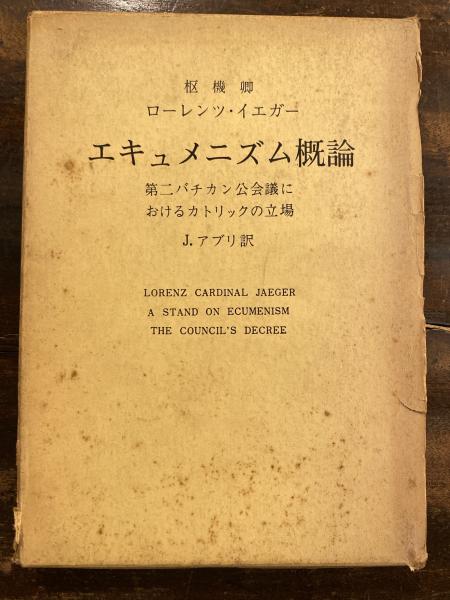 枢機卿
ローレンツ・イエガー
エキュメニズム概論
第二バチカン公会議に
おけるカトリックの立場
J.アブリ訳
LORENZ CARDINAL JAEGER
A STAND ON ECUMENISM
THE COUNCIL'S DECREE